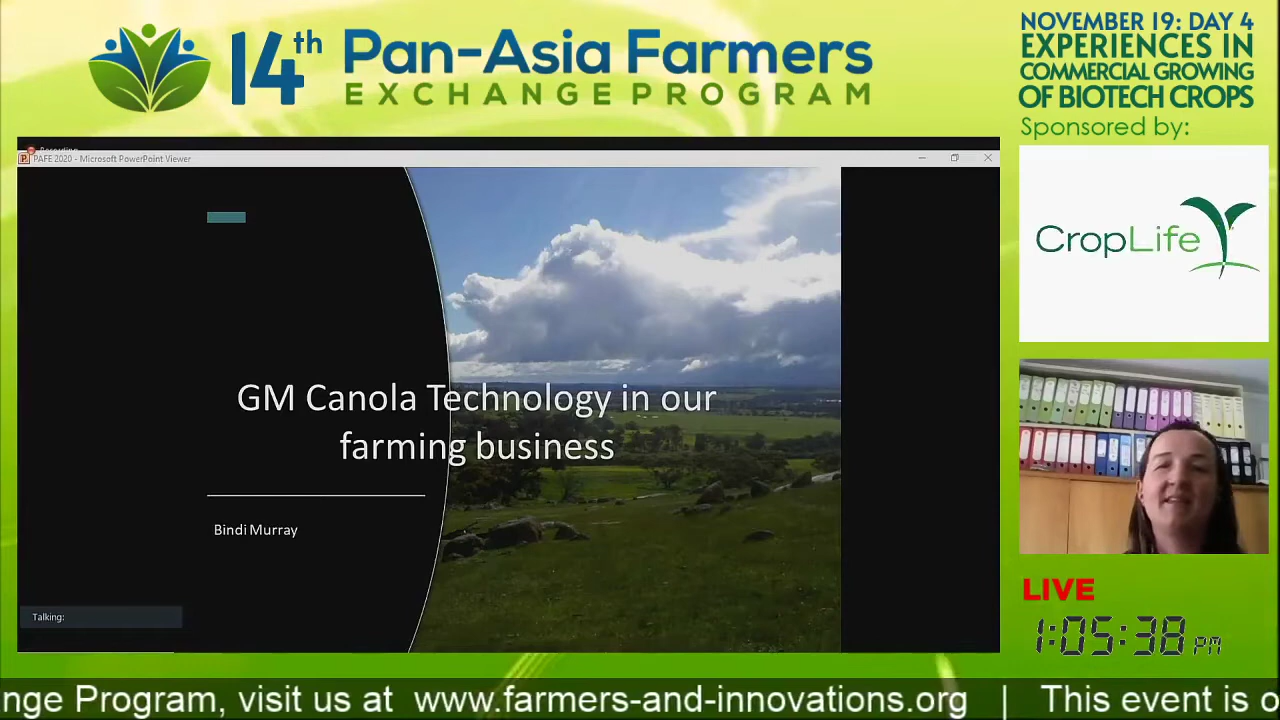 14th Pan-Asia Farmers
EXCHANGE PROGRAM
NOVEMBER 19: DAY 4
EXPERIENCES IN
COMMERCIAL GROWING
OF BIOTECH CROPS
Sponsored by:
CropLife
Recording
PAFE 2020 - Microsoft PowerPoint Viewer
GM Canola Technology in our
farming business
Bindi Murray
Talking:
LIVE
1:05:38 PM
nge Program, visit us at www.farmers-and-innovations.org | This event is o